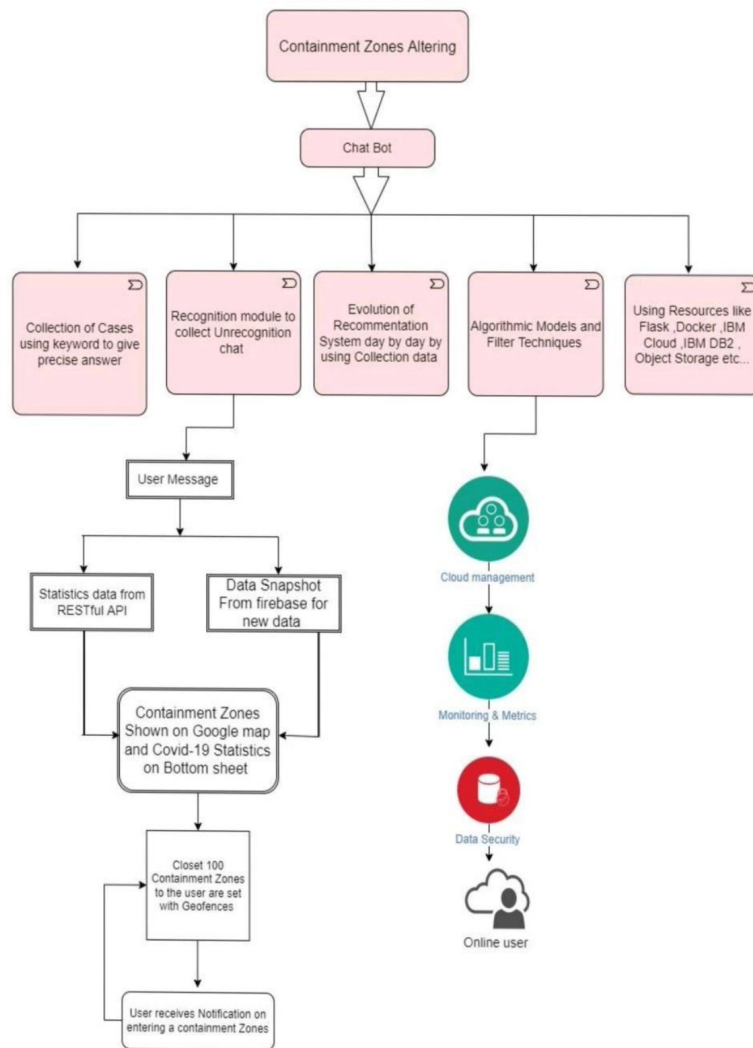 Containment Zones Altering
Chat Bot
Collection of Cases
using keyword to give
precise answer
Recognition module to
collect Unrecognition
chat
Evolution of
Recommentation
System day by day by
using Collection data
Algorithmic Models and
Filter Techniques
Using Resources like
Flask ,Docker ,IBM
Cloud ,IBM DB2 ,
Object Storage etc...
User Message
Statistics data from
RESTful API
Data Snapshot
From firebase for
new data
Containment Zones
Shown on Google map
and Covid-19 Statistics
on Bottom sheet
Closet 100
Containment Zones
to the user are set
with Geofences
User receives Notification on
entering a containment Zones
Cloud management
Monitoring & Metrics
Data Security
Online user